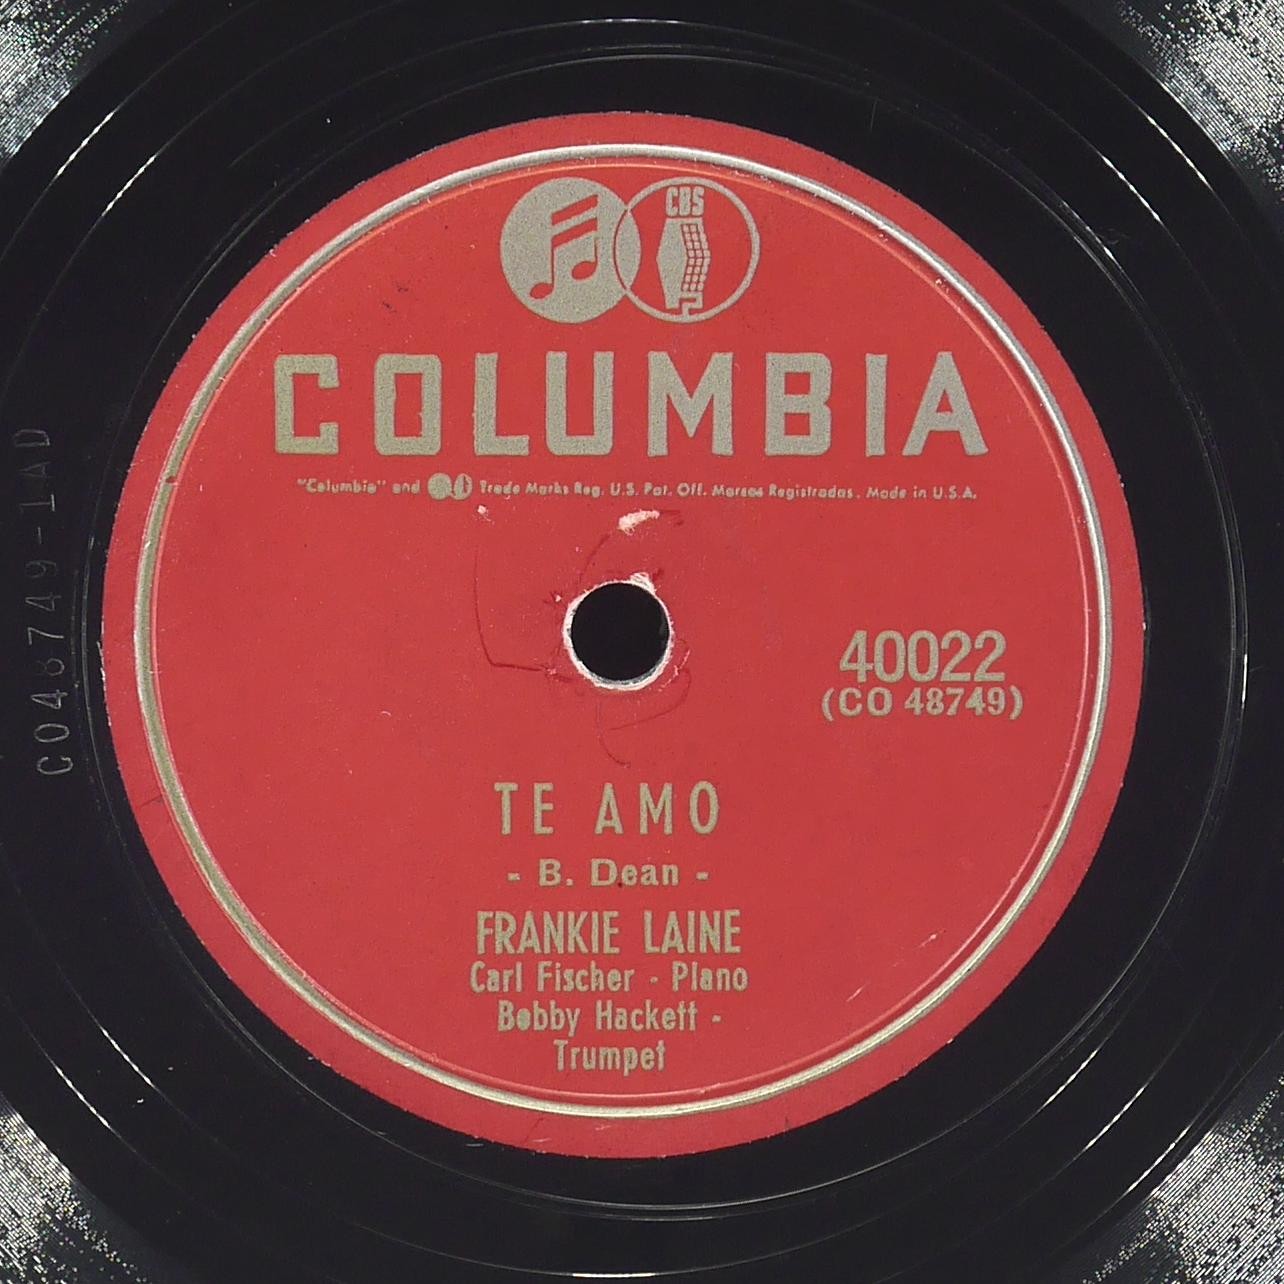 CBS
COLUMBIA
"Columbia" and Trade Marks Reg. U.S. Pat. Off. Marcas Registradas. Made in U.S.A.
40022
(CO 48749)
TE AMO
- B. Dean -
FRANKIE LAINE
Carl Fischer - Piano
Bobby Hackett -
Trumpet
CO48749-1AD